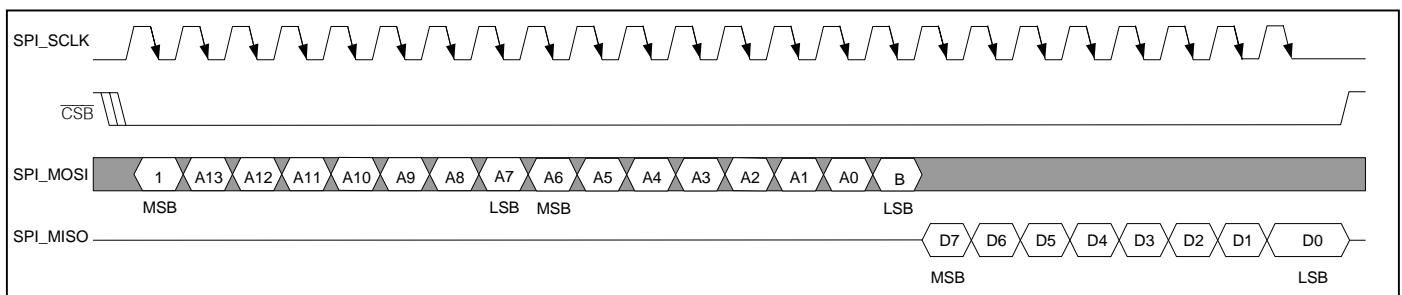 SPI_SCLK
CSB
SPI_MOSI 1 A13 A12 A11 A10 A9 A8 A7 A6 A5 A4 A3 A2 A1 A0 B
MSB LSB MSB LSB
SPI_MISO D7 D6 D5 D4 D3 D2 D1 D0
MSB LSB